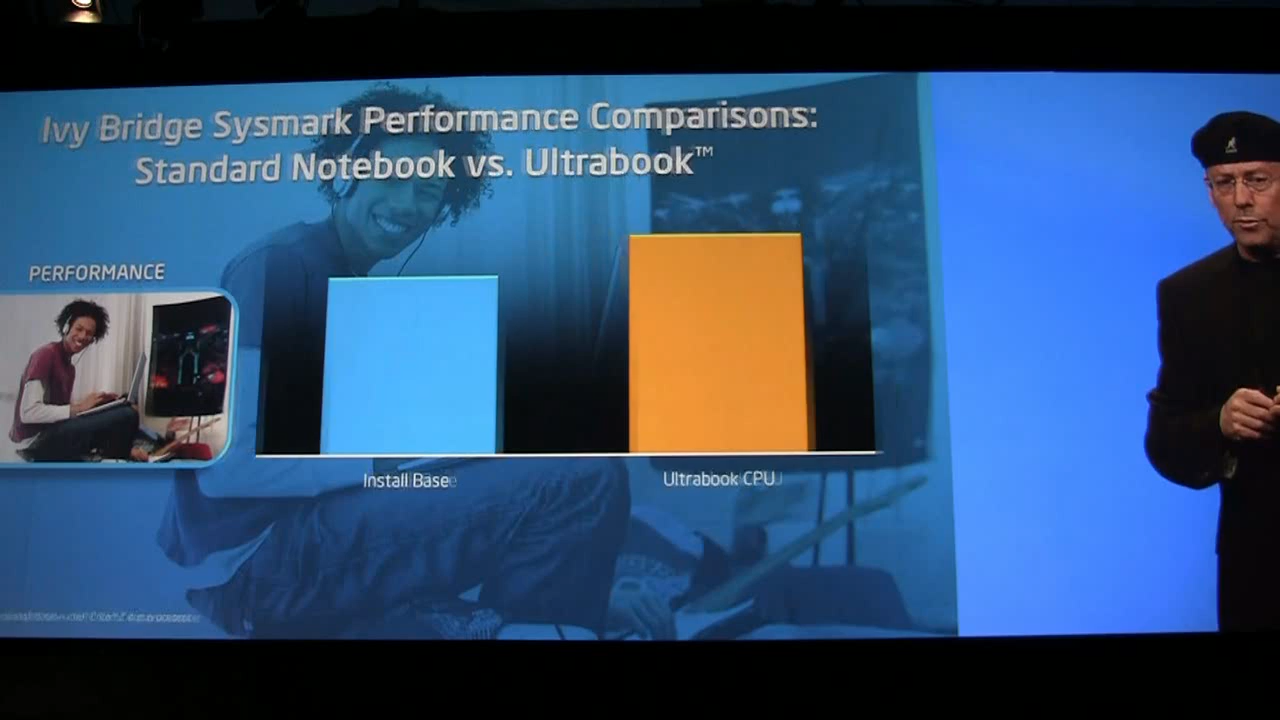 Ivy Bridge Sysmark Performance Comparisons:
Standard Notebook vs. Ultrabook™
PERFORMANCE
Install Base
Ultrabook CPU